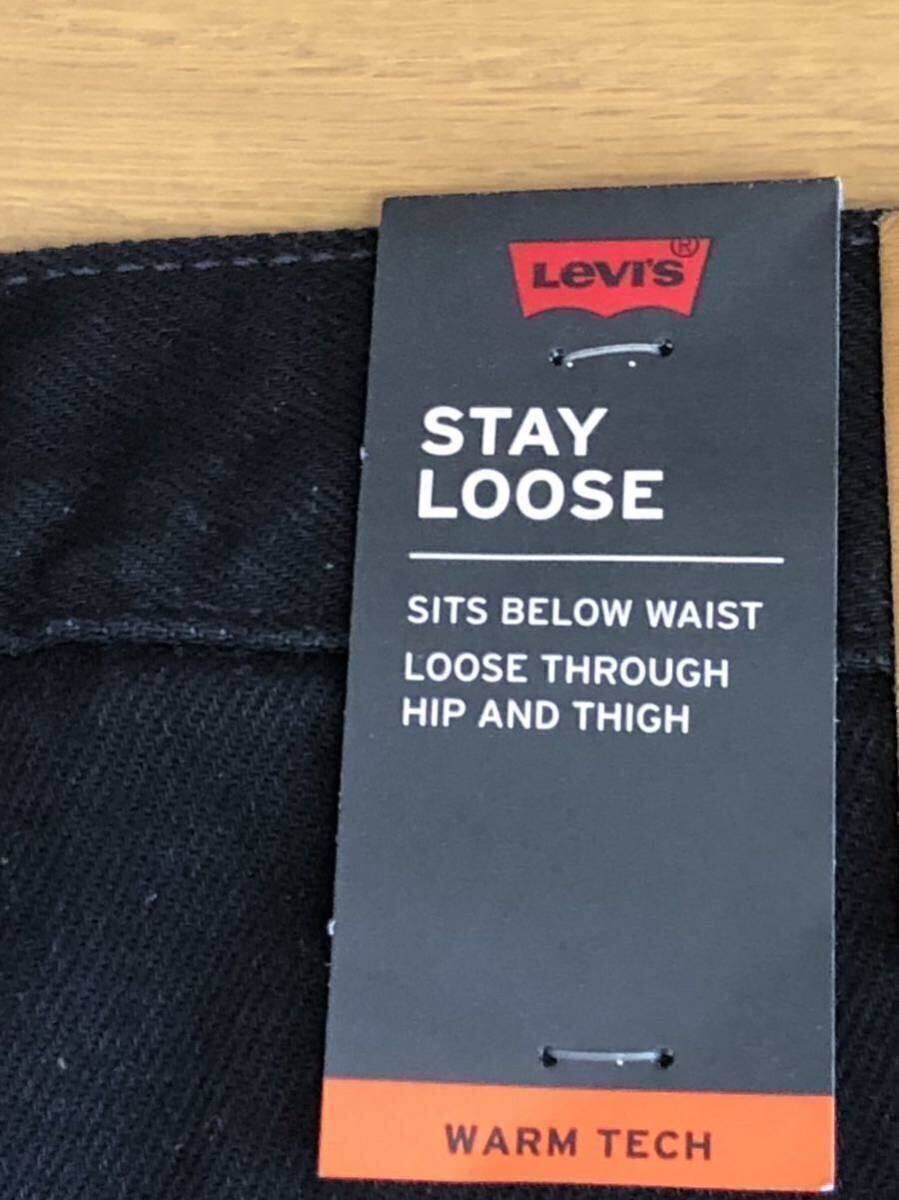 LEVI'S®
STAY
LOOSE
SITS BELOW WAIST
LOOSE THROUGH
HIP AND THIGH
WARM TECH